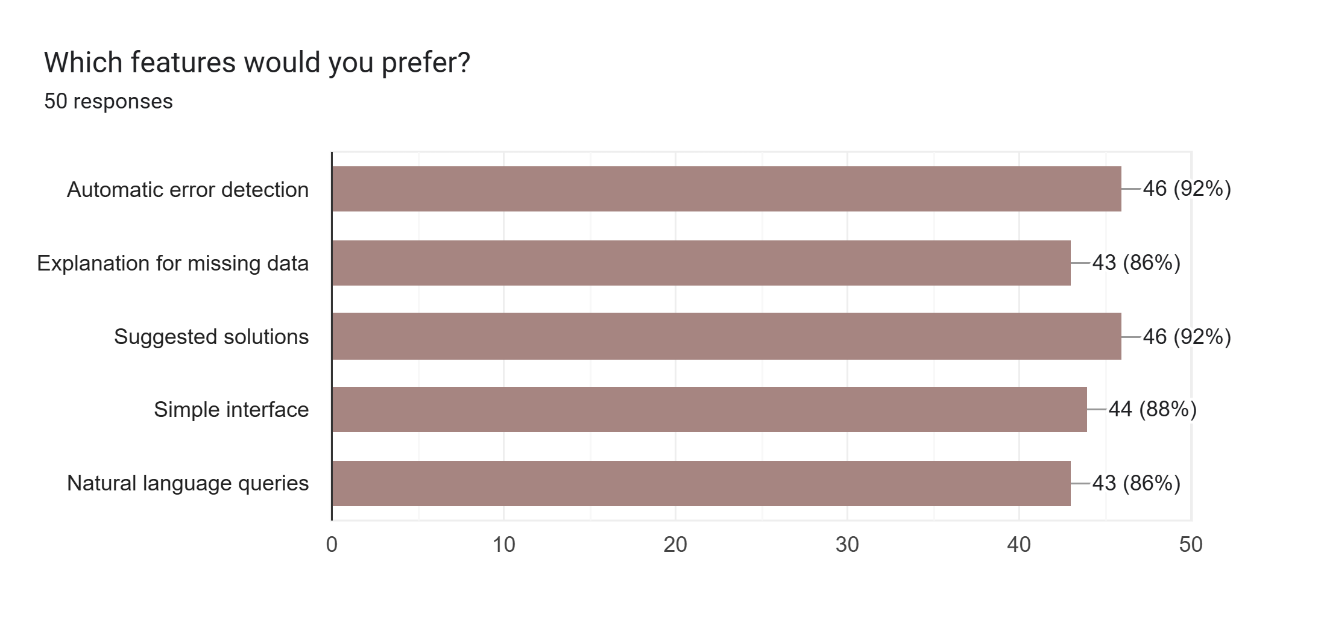 Which features would you prefer?
50 responses
Automatic error detection 46 (92%)
Explanation for missing data 43 (86%)
Suggested solutions 46 (92%)
Simple interface 44 (88%)
Natural language queries 43 (86%)
0 10 20 30 40 50